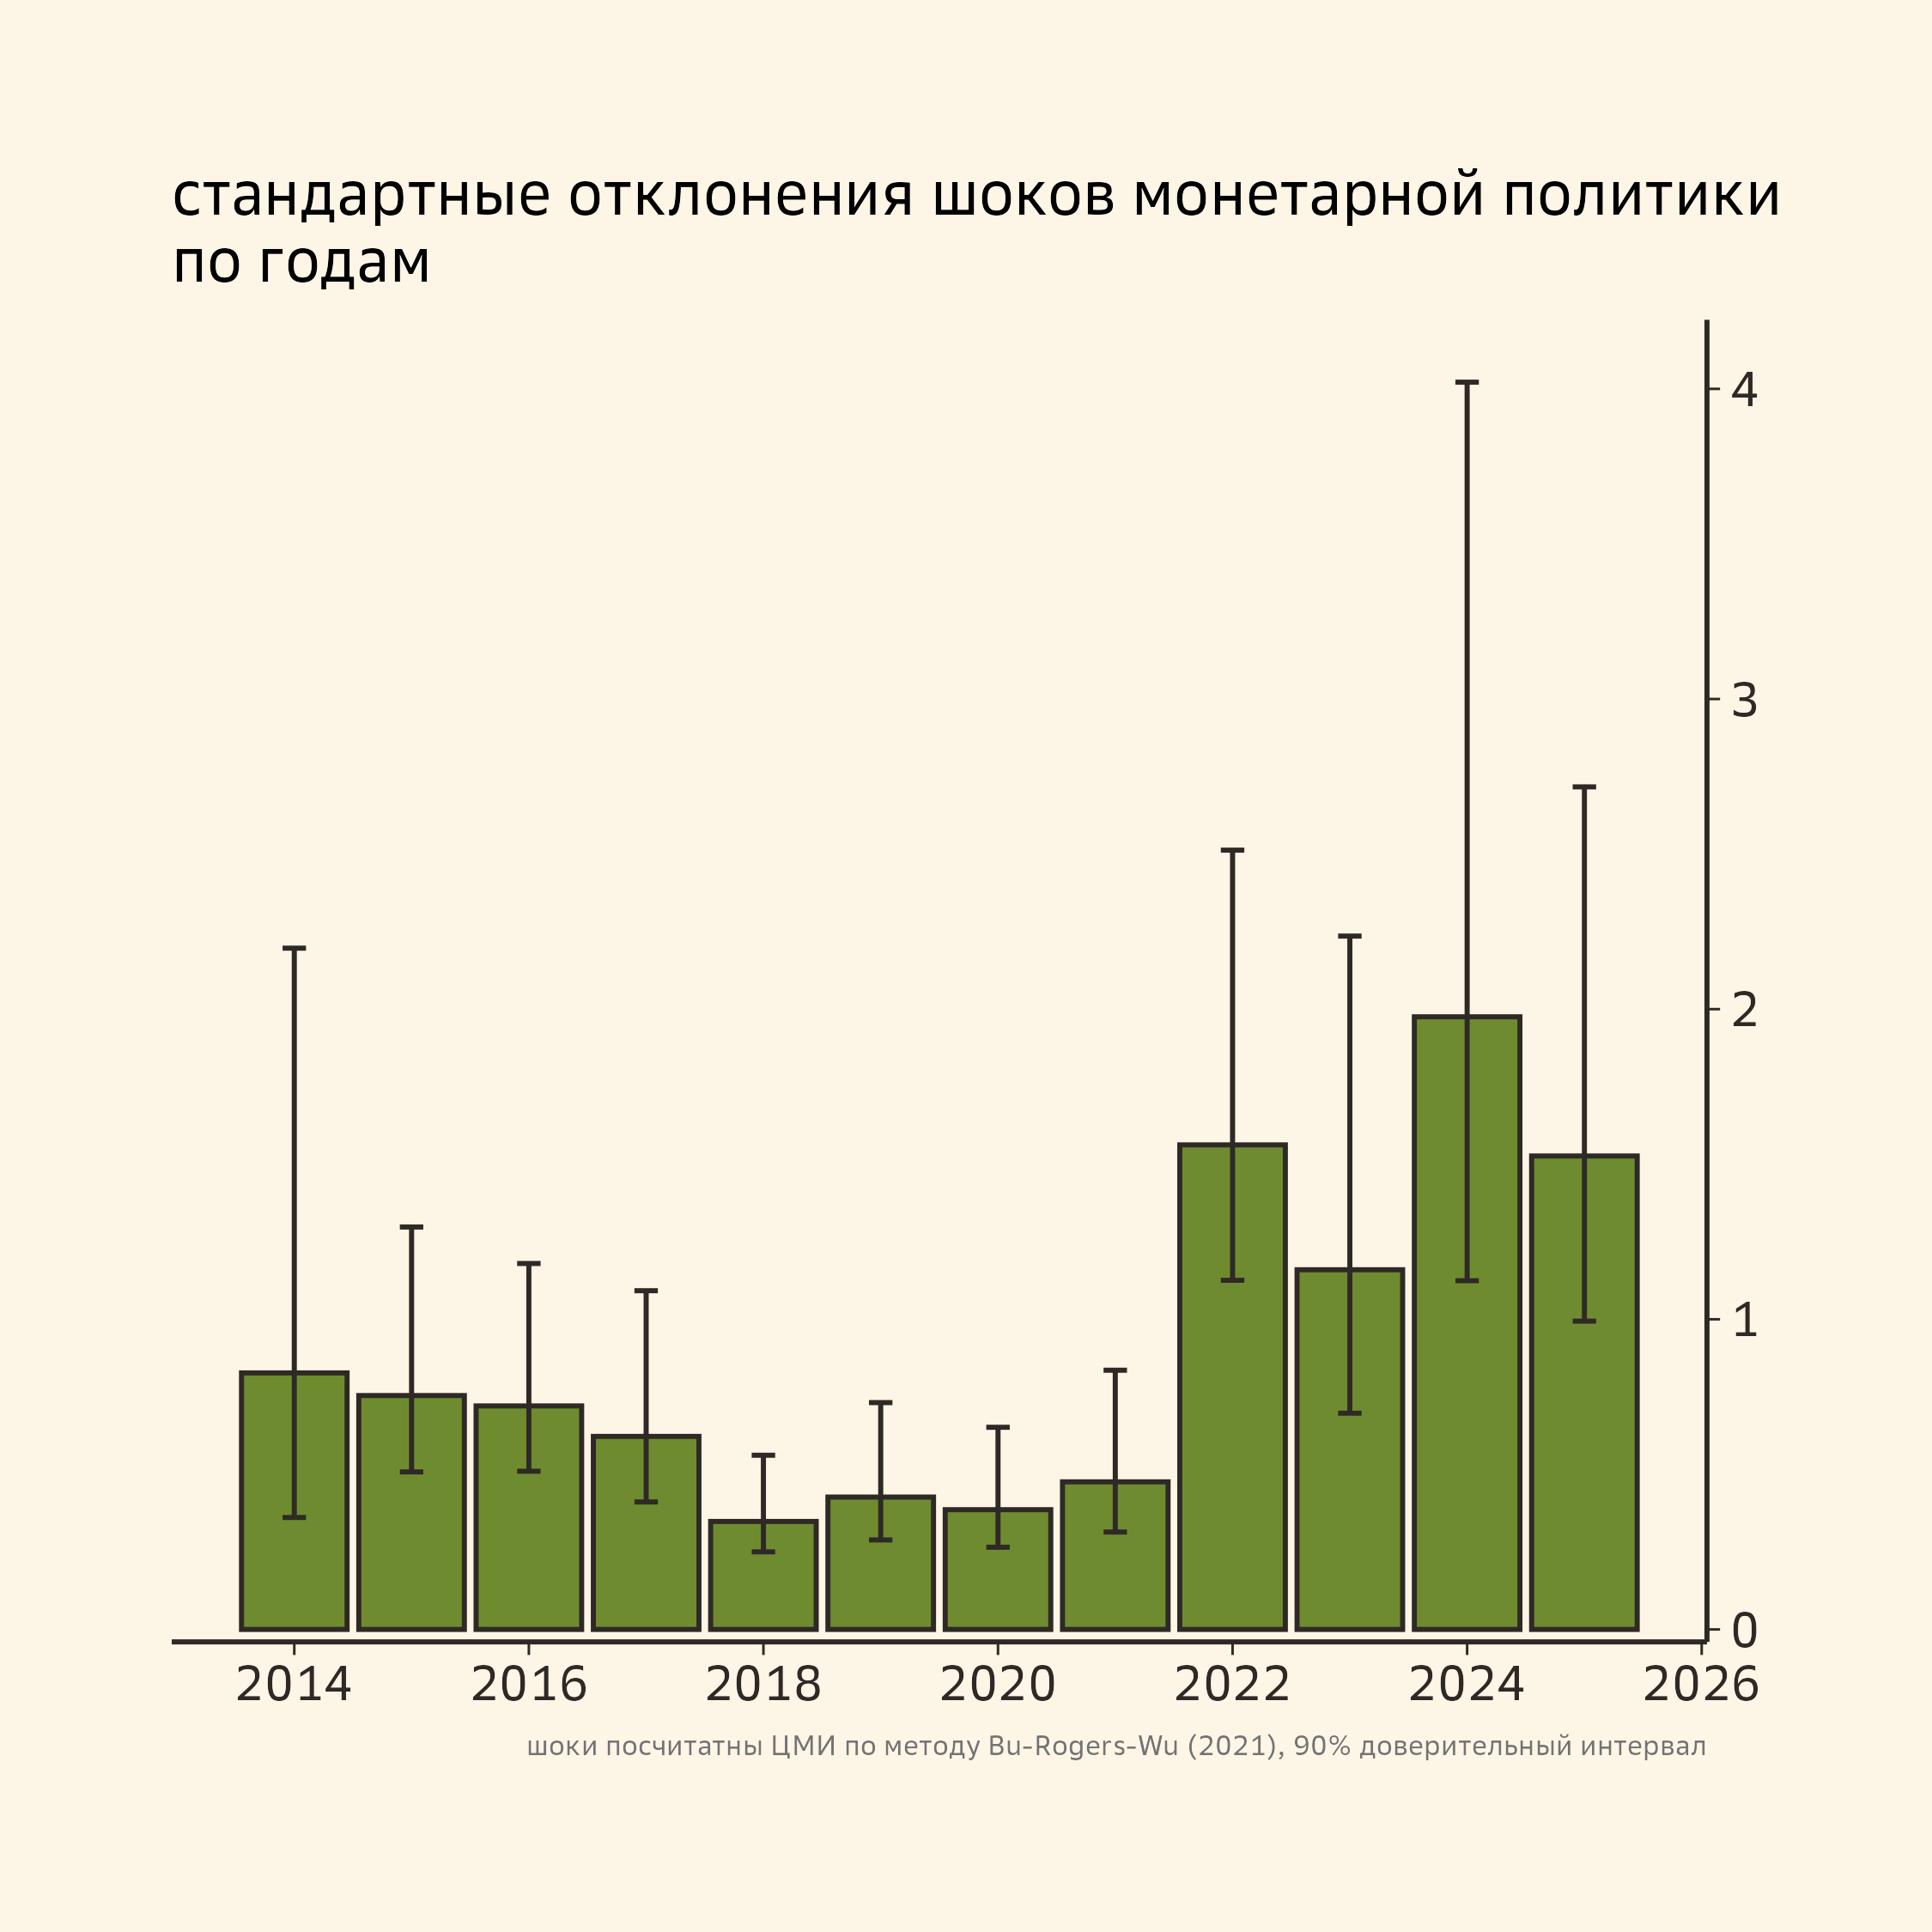 стандартные отклонения шоков монетарной политики
по годам
4
3
2
1
0
2014 2016 2018 2020 2022 2024 2026
шоки посчитатны ЦМИ по методу Bu-Rogers-Wu (2021), 90% доверительный интервал